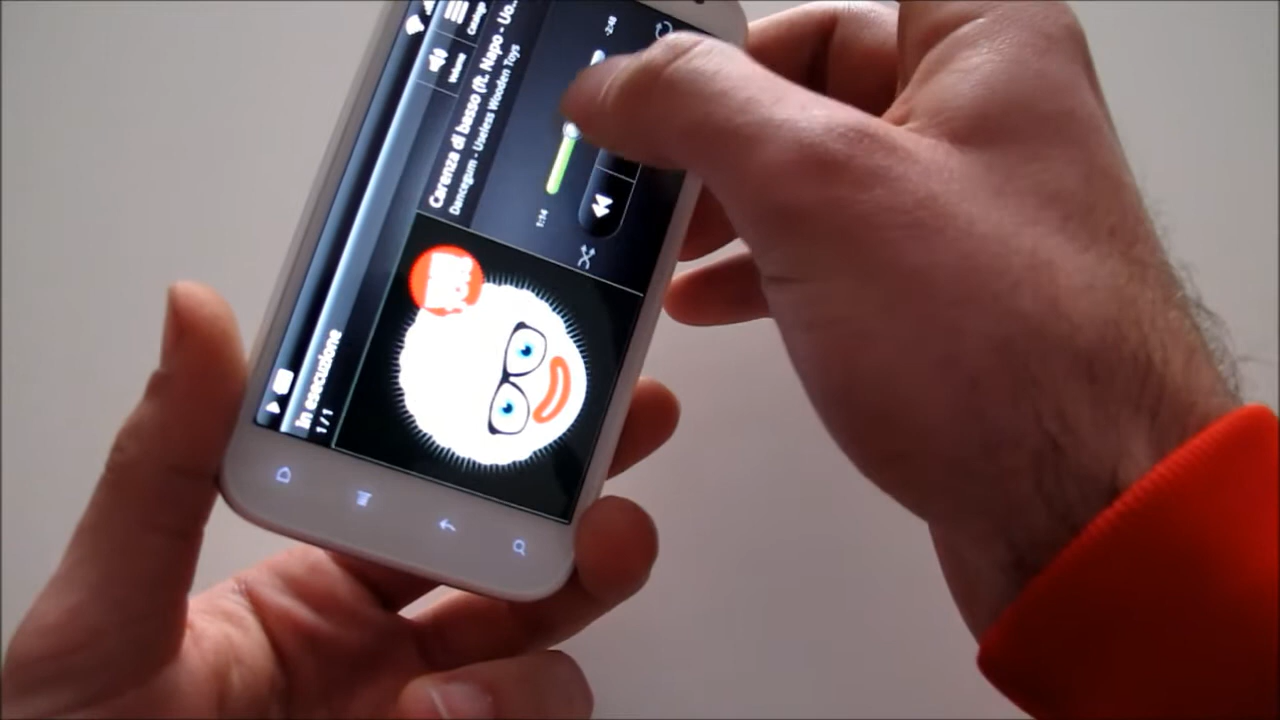 In esecuzione
1 / 1
Volume
Carenza di basso (ft. Napo - Uo...
Dancegum - Useless Wooden Toys
1:14
-2:48